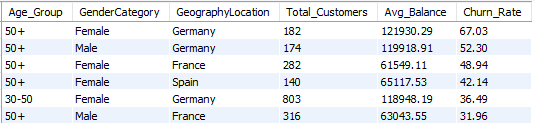 Age_Group GenderCategory GeographyLocation Total_Customers Avg_Balance Churn_Rate
50+ Female Germany 182 121930.29 67.03
50+ Male Germany 174 119918.91 52.30
50+ Female France 282 61549.11 48.94
50+ Female Spain 140 65117.53 42.14
30-50 Female Germany 803 118948.19 36.49
50+ Male France 316 63043.55 31.96